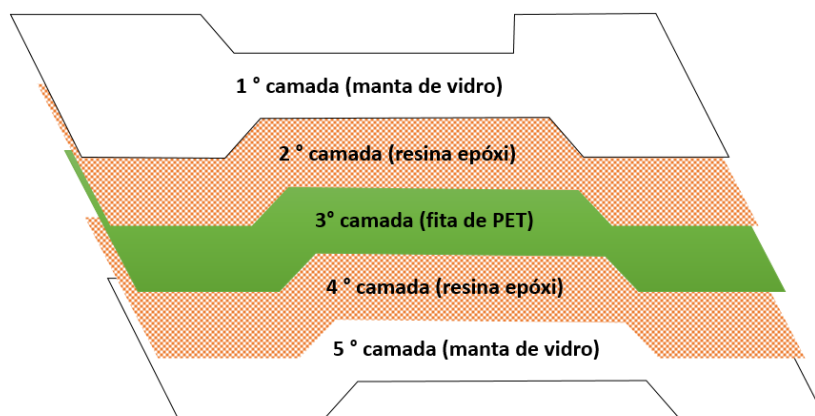 1 ° camada (manta de vidro)
2 ° camada (resina epóxi)
3° camada (fita de PET)
4 ° camada (resina epóxi)
5 ° camada (manta de vidro)